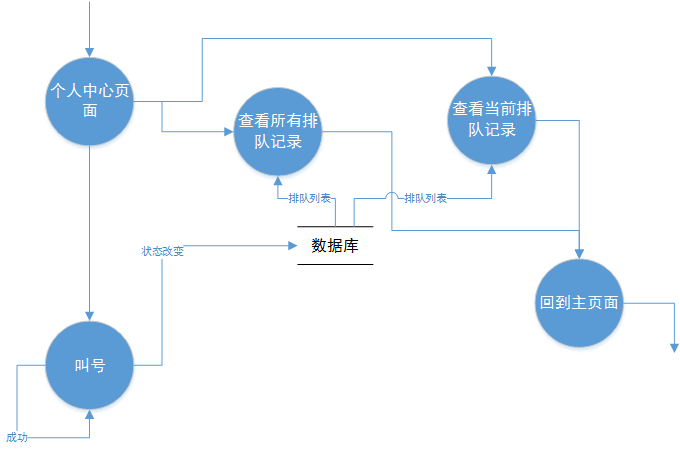 个人中心页
面
查看所有排
队记录
查看当前排
队记录
排队列表
排队列表
状态改变
数据库
回到主页面
叫号
成功